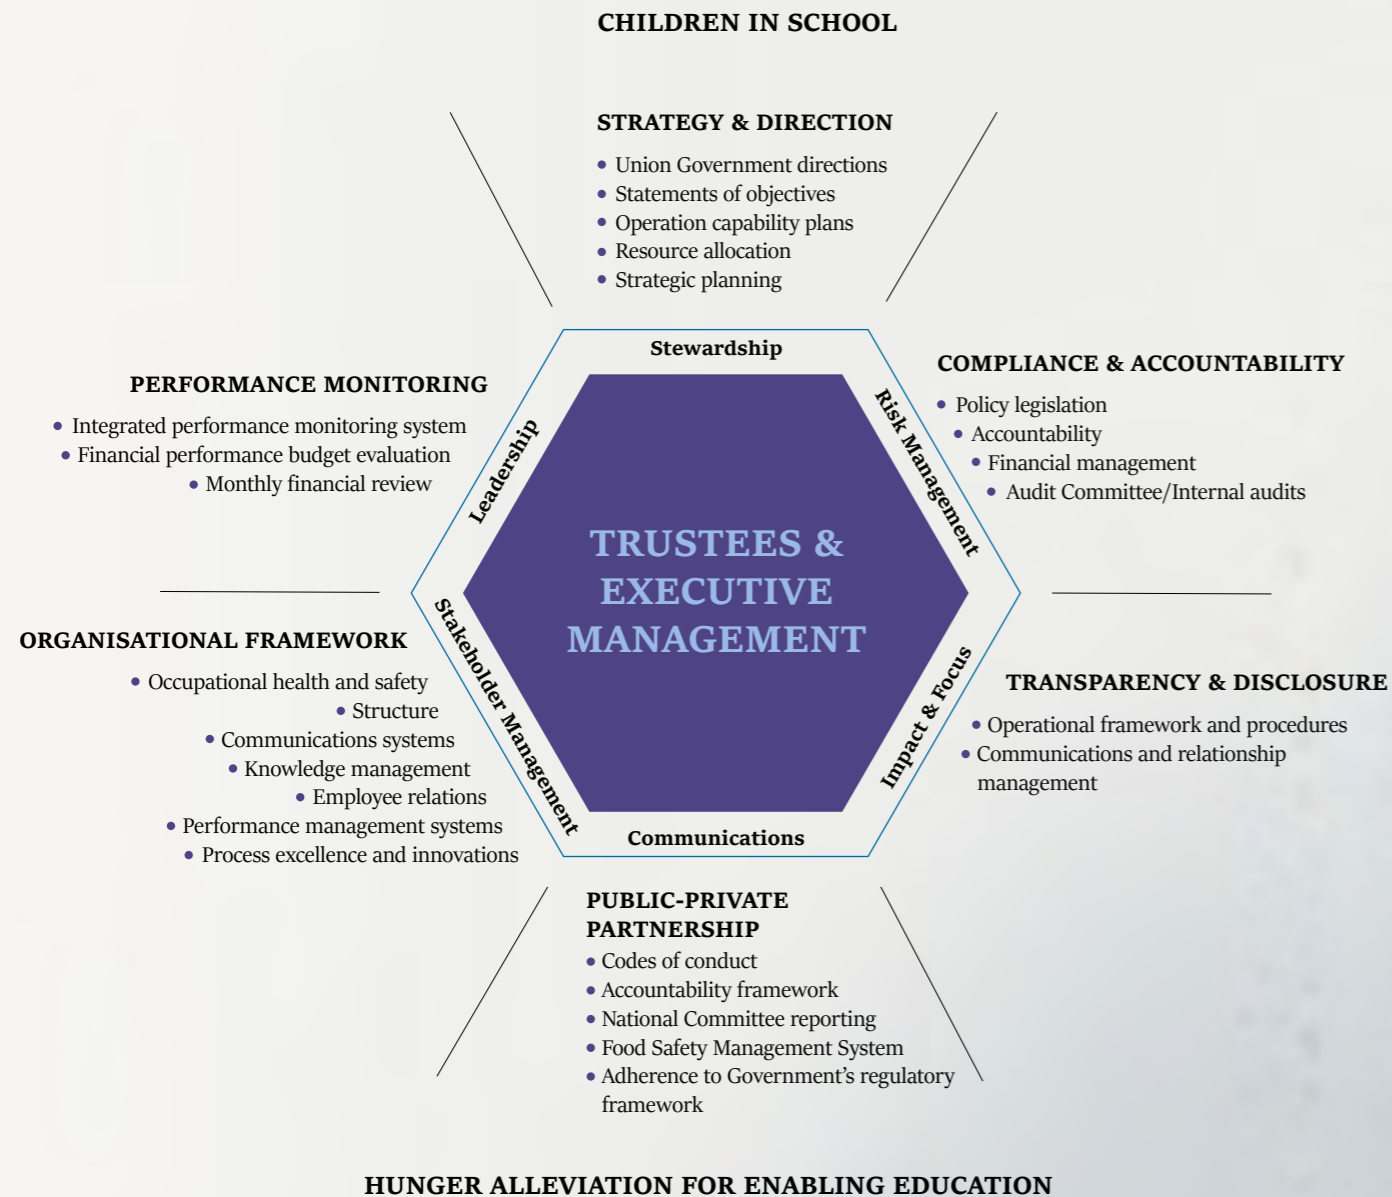 CHILDREN IN SCHOOL
STRATEGY & DIRECTION
• Union Government directions
• Statements of objectives
• Operation capability plans
• Resource allocation
• Strategic planning
Stewardship
PERFORMANCE MONITORING
• Integrated performance monitoring system
• Financial performance budget evaluation
• Monthly financial review
Leadership
Risk Management
COMPLIANCE & ACCOUNTABILITY
• Policy legislation
• Accountability
• Financial management
• Audit Committee/Internal audits
TRUSTEES &
EXECUTIVE
MANAGEMENT
ORGANISATIONAL FRAMEWORK
• Occupational health and safety
• Structure
• Communications systems
• Knowledge management
• Employee relations
• Performance management systems
• Process excellence and innovations
Stakeholder Management
Impact & Focus
TRANSPARENCY & DISCLOSURE
• Operational framework and procedures
• Communications and relationship
management
Communications
PUBLIC-PRIVATE
PARTNERSHIP
• Codes of conduct
• Accountability framework
• National Committee reporting
• Food Safety Management System
• Adherence to Government’s regulatory
framework
HUNGER ALLEVIATION FOR ENABLING EDUCATION